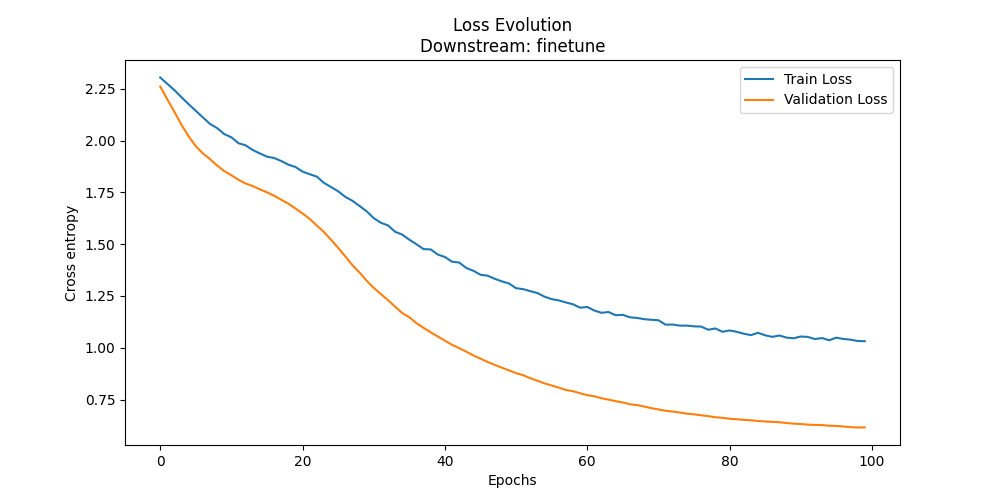 Loss Evolution
Downstream: finetune
Train Loss
Validation Loss
2.25
2.00
1.75
1.50
1.25
1.00
0.75
Cross entropy
0 20 40 60 80 100
Epochs